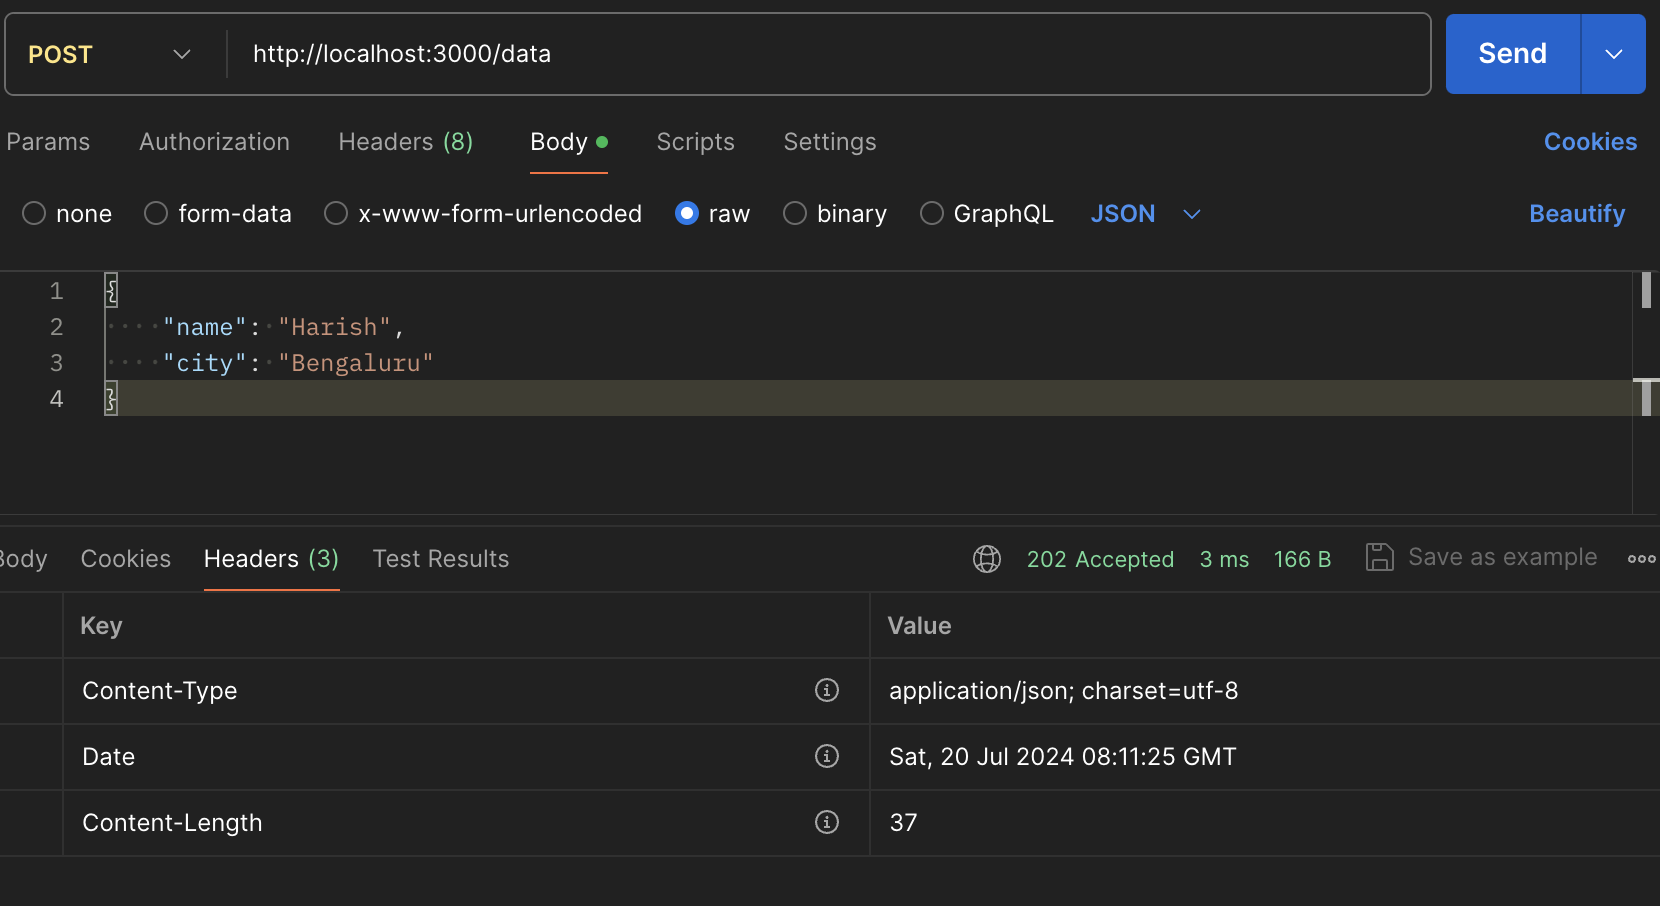 POST http://localhost:3000/data Send
Params Authorization Headers (8) Body Scripts Settings Cookies
none form-data x-www-form-urlencoded raw binary GraphQL JSON Beautify
1 {
2 "name": "Harish",
3 "city": "Bengaluru"
4 }
Body Cookies Headers (3) Test Results 202 Accepted 3 ms 166 B Save as example
Key Value
Content-Type application/json; charset=utf-8
Date Sat, 20 Jul 2024 08:11:25 GMT
Content-Length 37